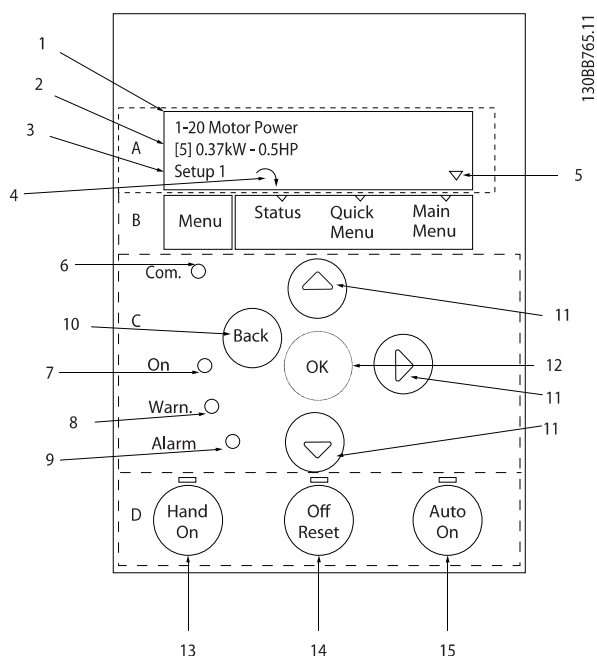 130BB765.11
1
2
3
4
5
A
1-20 Motor Power
[5] 0.37kW - 0.5HP
Setup 1
B
Menu
Status
Quick
Menu
Main
Menu
6
Com.
11
10
C
Back
OK
12
7
On
11
8
Warn.
11
9
Alarm
D
Hand
On
Off
Reset
Auto
On
13
14
15